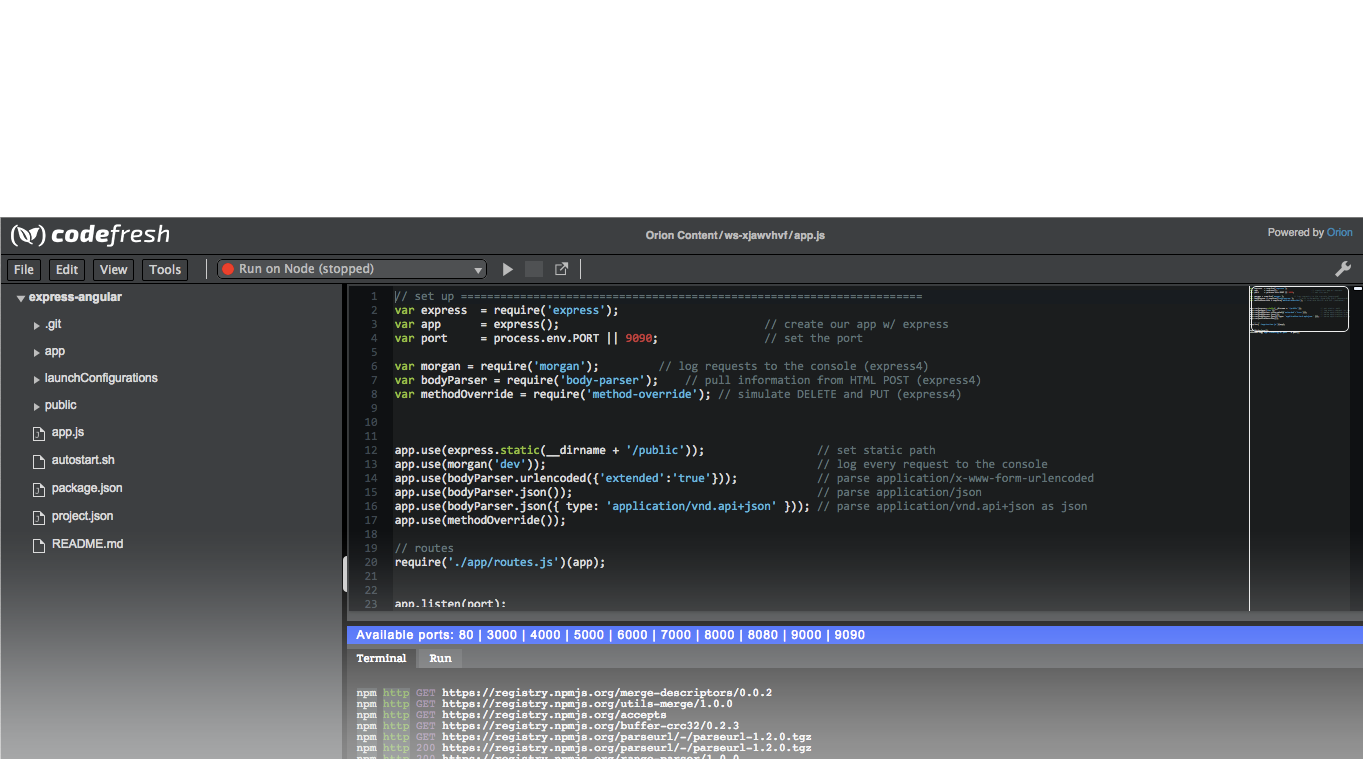 codefresh
Orion Content/ws-xjawvhvf/app.js
Powered by Orion
File Edit View Tools Run on Node (stopped)
express-angular
.git
app
launchConfigurations
public
app.js
autostart.sh
package.json
project.json
README.md
1 // set up ======================================================================
2 var express  = require('express');
3 var app      = express();                               // create our app w/ express
4 var port     = process.env.PORT || 9090;                // set the port
5
6 var morgan = require('morgan');         // log requests to the console (express4)
7 var bodyParser = require('body-parser');    // pull information from HTML POST (express4)
8 var methodOverride = require('method-override'); // simulate DELETE and PUT (express4)
9
10
11
12 app.use(express.static(__dirname + '/public'));                 // set static path
13 app.use(morgan('dev'));                                         // log every request to the console
14 app.use(bodyParser.urlencoded({'extended':'true'}));            // parse application/x-www-form-urlencoded
15 app.use(bodyParser.json());                                     // parse application/json
16 app.use(bodyParser.json({ type: 'application/vnd.api+json' })); // parse application/vnd.api+json as json
17 app.use(methodOverride());
18
19 // routes
20 require('./app/routes.js')(app);
21
22
23 app.listen(port);
Available ports: 80 | 3000 | 4000 | 5000 | 6000 | 7000 | 8000 | 8080 | 9000 | 9090
Terminal Run
npm http GET https://registry.npmjs.org/merge-descriptors/0.0.2
npm http GET https://registry.npmjs.org/utils-merge/1.0.0
npm http GET https://registry.npmjs.org/accepts
npm http GET https://registry.npmjs.org/buffer-crc32/0.2.3
npm http GET https://registry.npmjs.org/parseurl/-/parseurl-1.2.0.tgz
npm http 200 https://registry.npmjs.org/parseurl/-/parseurl-1.2.0.tgz
npm http 200 https://registry.npmjs.org/range-parser/1.0.0